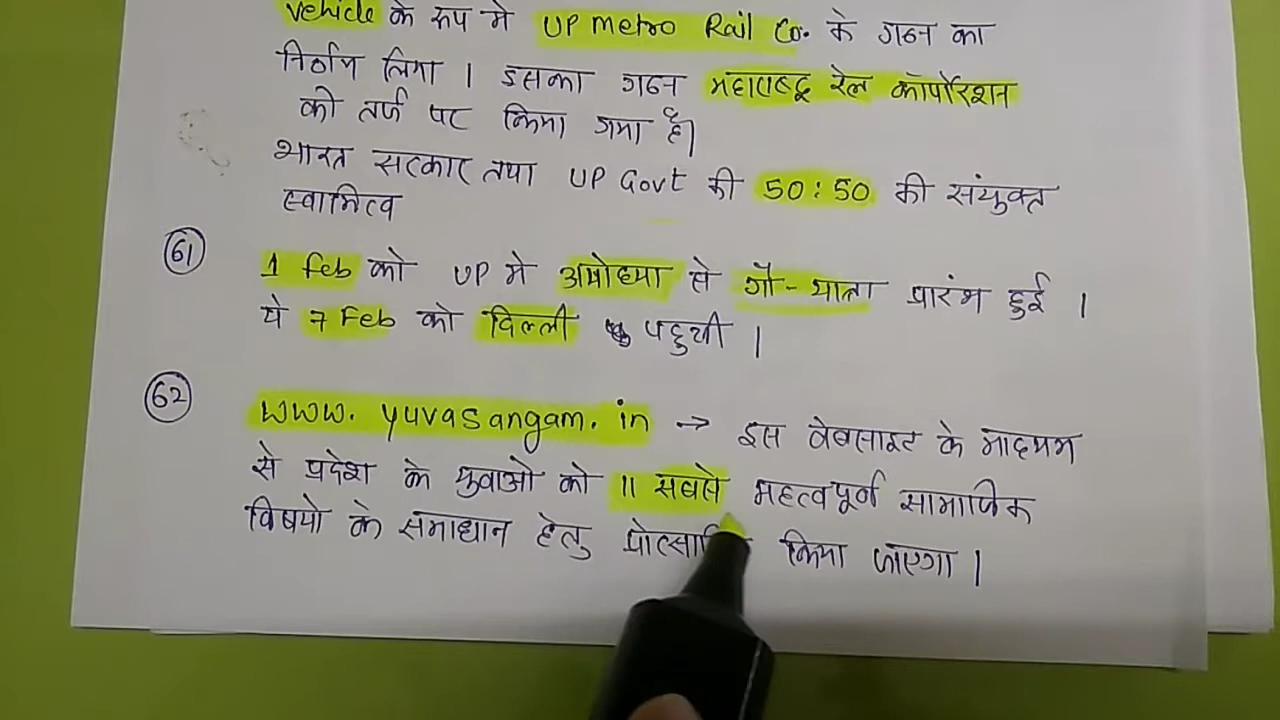 vehicle के रूप मे UP Metro Rail Co. के गठन का
निर्णय लिया । इसका गठन महाराष्ट्र रेल कॉर्पोरेशन
की तर्ज पर किया गया है।
भारत सरकार तथा UP Govt की 50:50 की संयुक्त
स्वामित्व
61 1 Feb को UP मे अयोध्या से गौ-यात्रा प्रारंभ हुई ।
ये 7 Feb को दिल्ली पहुची ।
62 www.yuvasangam.in → इस वेबसाइट के माध्यम
से प्रदेश के युवाओ को 11 सबसे महत्वपूर्ण सामाजिक
विषयो के समाधान हेतु किया जाएगा ।